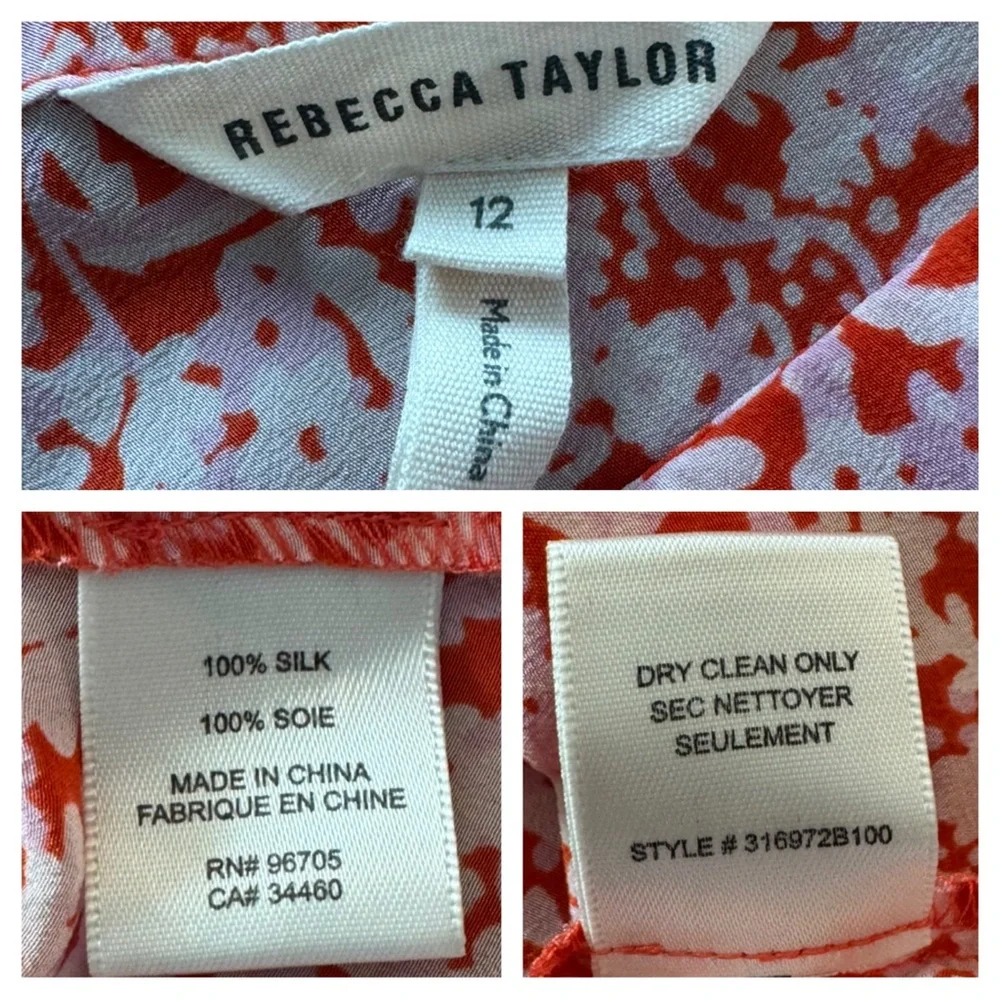 REBECCA TAYLOR
12
Made in China
100% SILK
100% SOIE
MADE IN CHINA
FABRIQUE EN CHINE
RN# 96705
CA# 34460
DRY CLEAN ONLY
SEC NETTOYER
SEULEMENT
STYLE # 316972B100